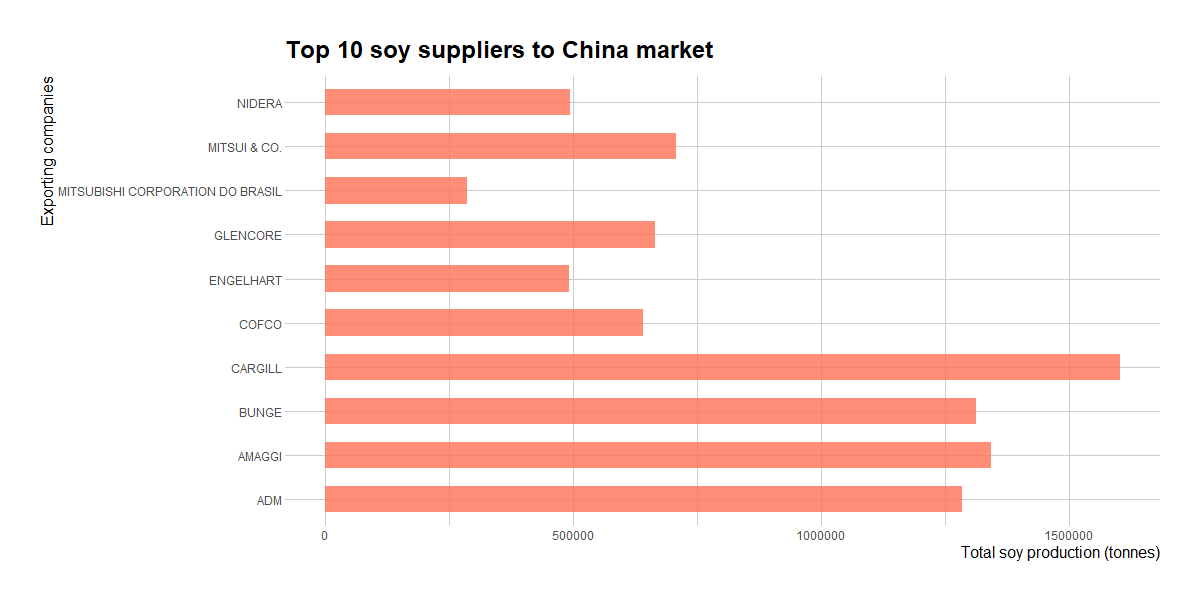 Top 10 soy suppliers to China market
Exporting companies
NIDERA
MITSUI & CO.
MITSUBISHI CORPORATION DO BRASIL
GLENCORE
ENGELHART
COFCO
CARGILL
BUNGE
AMAGGI
ADM
0 500000 1000000 1500000
Total soy production (tonnes)